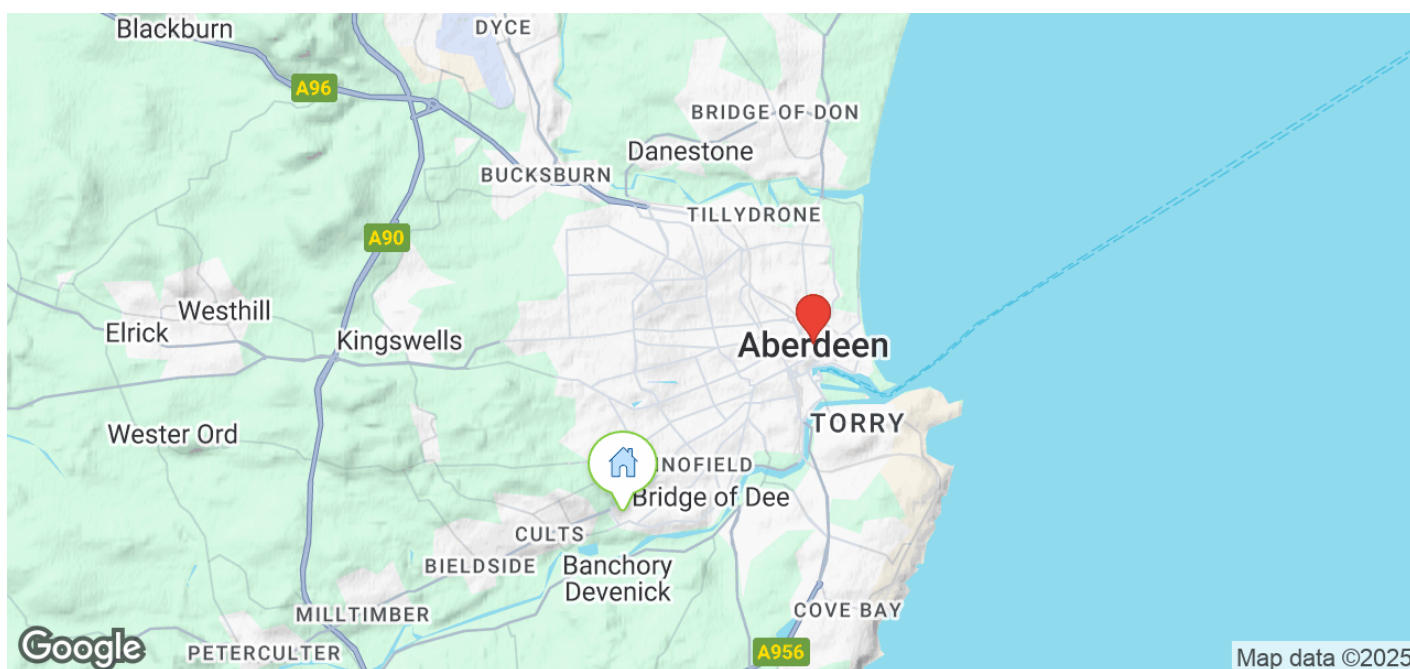 DYCE
Blackburn
A96
BRIDGE OF DON
Danestone
BUCKSBURN
TILLYDRONE
A90
Westhill
Elrick
Kingswells
Aberdeen
TORRY
Wester Ord
NOFIELD
Bridge of Dee
CULTS
BIELDSIDE
Banchory
Devenick
MILLTIMBER
COVE BAY
PETERCULTER
A956
Google
Map data ©2025